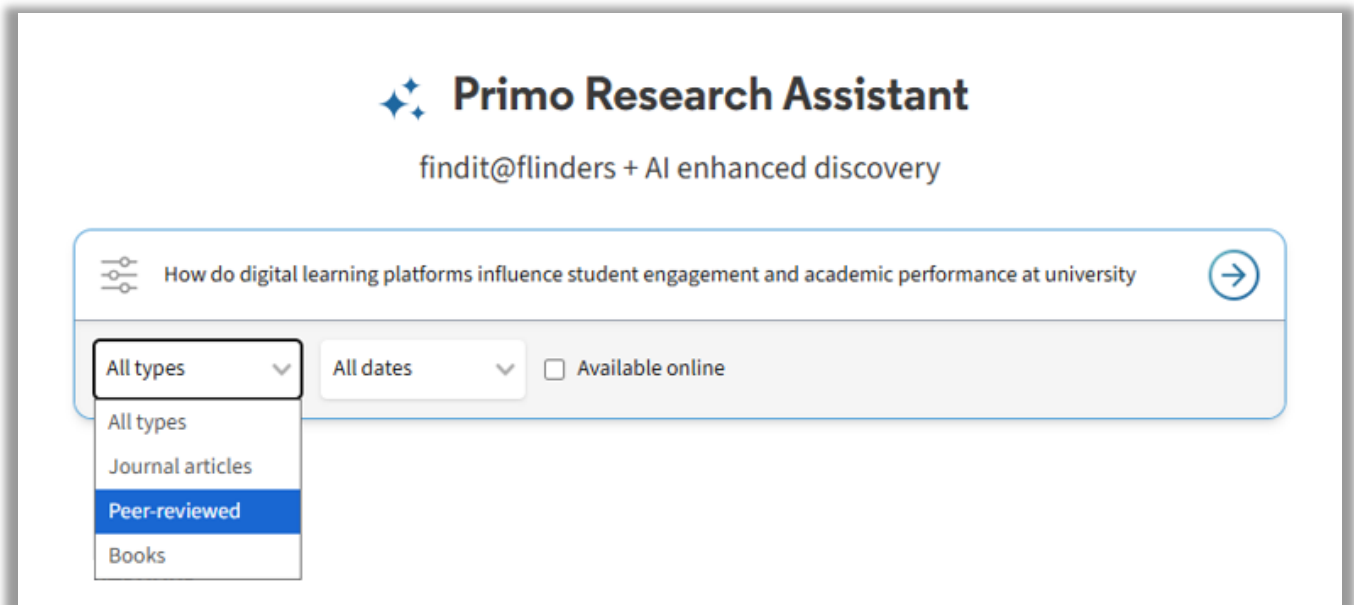 Primo Research Assistant
findit@flinders + AI enhanced discovery
How do digital learning platforms influence student engagement and academic performance at university
All types
All dates
Available online
All types
Journal articles
Peer-reviewed
Books